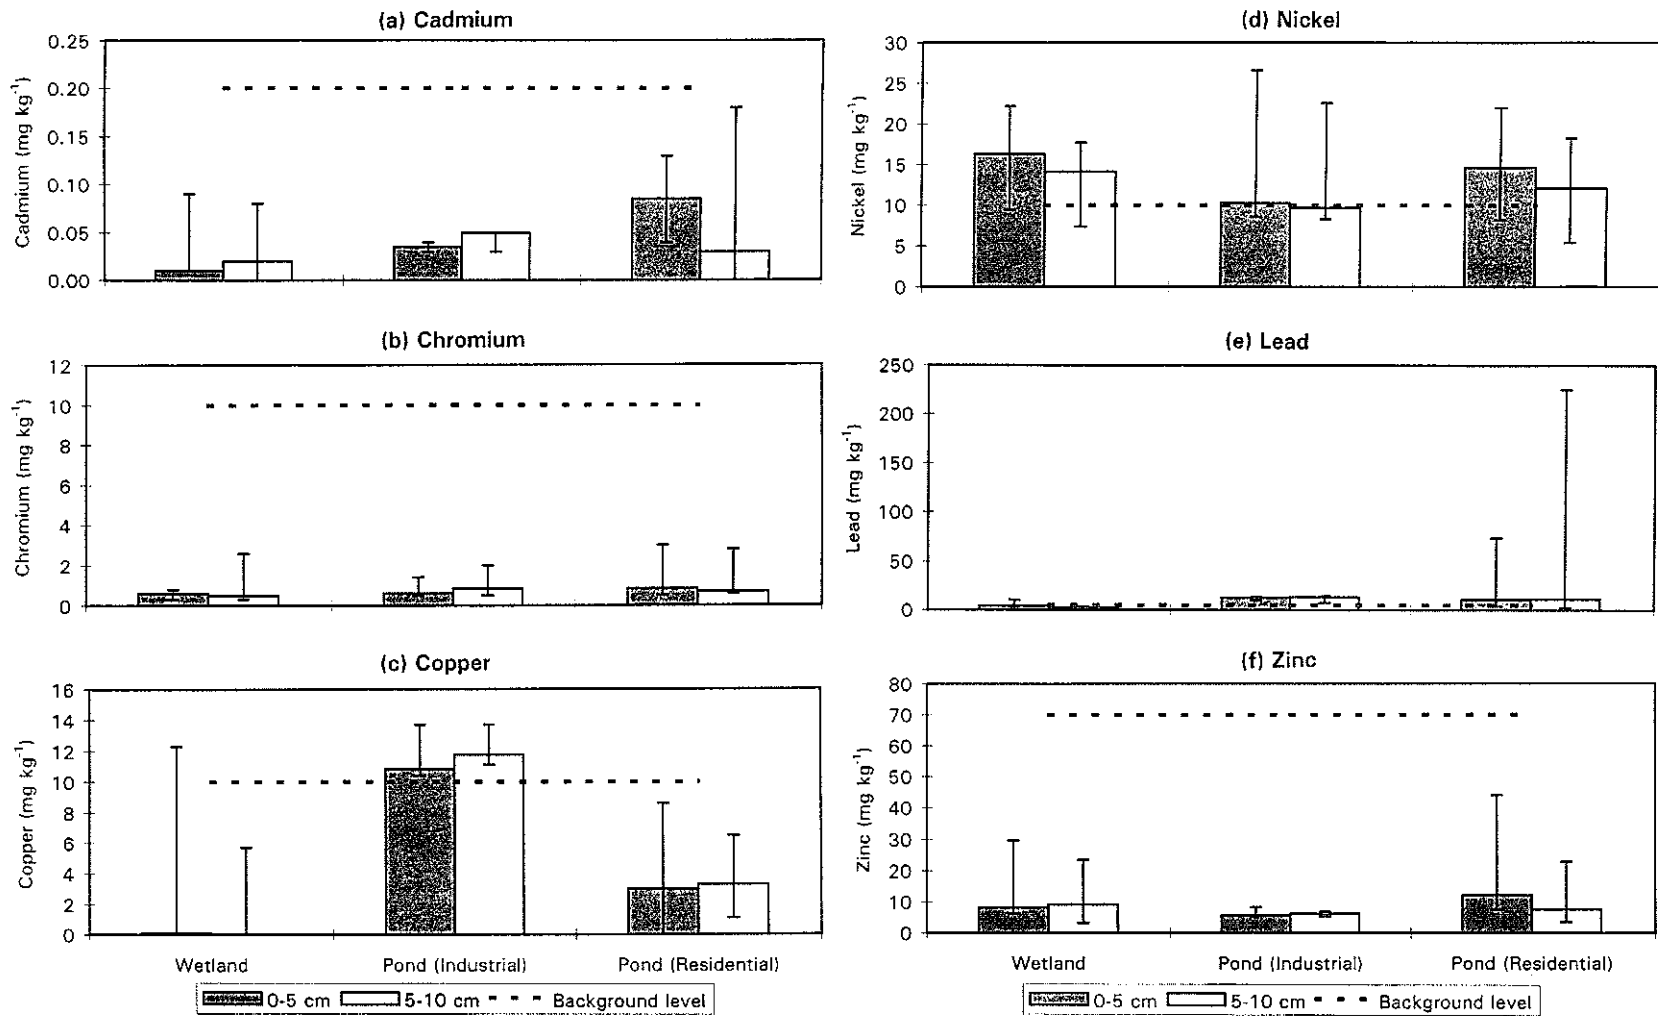 (a) Cadmium
Cadmium (mg kg⁻¹)
0.25
0.20
0.15
0.10
0.05
0.00
(b) Chromium
Chromium (mg kg⁻¹)
12
10
8
6
4
2
0
(c) Copper
Copper (mg kg⁻¹)
16
14
12
10
8
6
4
2
0
Wetland Pond (Industrial) Pond (Residential)
0-5 cm 5-10 cm Background level
(d) Nickel
Nickel (mg kg⁻¹)
30
25
20
15
10
5
0
(e) Lead
Lead (mg kg⁻¹)
250
200
150
100
50
0
(f) Zinc
Zinc (mg kg⁻¹)
80
70
60
50
40
30
20
10
0
Wetland Pond (Industrial) Pond (Residential)
0-5 cm 5-10 cm Background level